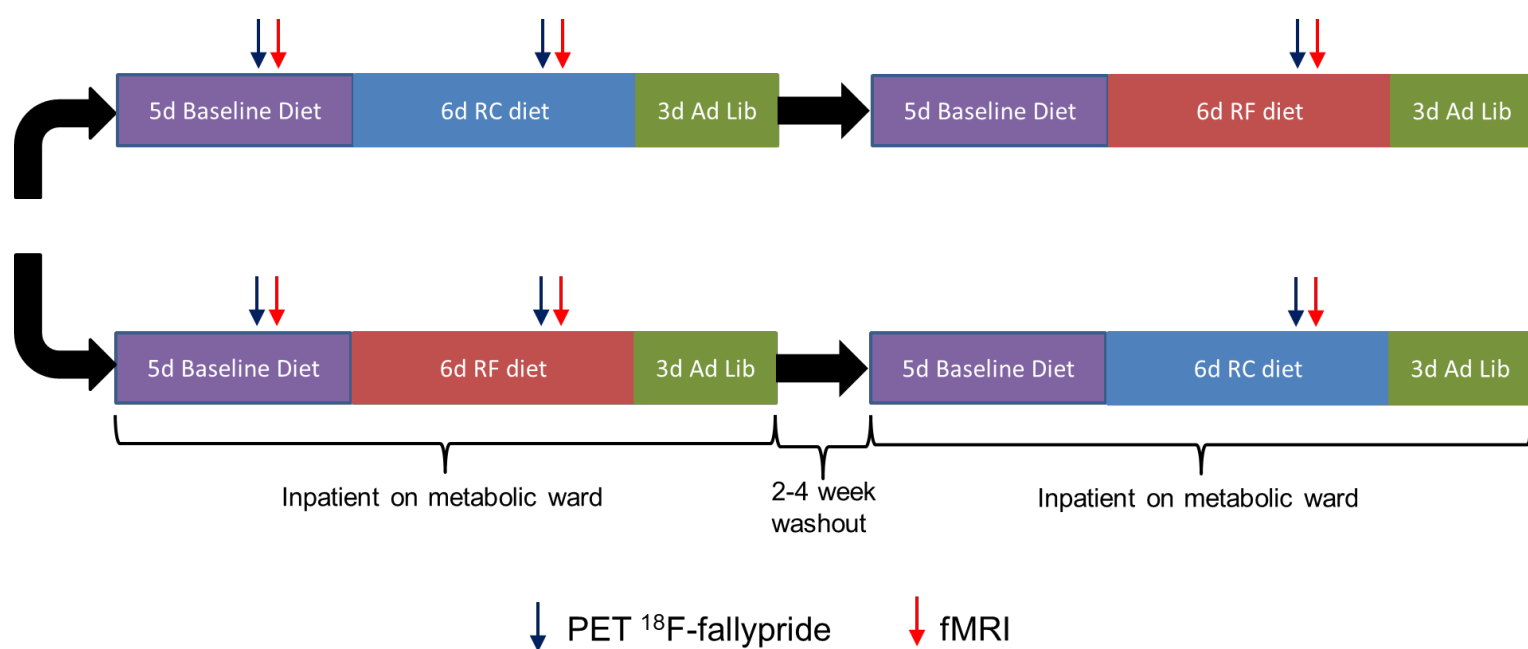 5d Baseline Diet
6d RC diet
3d Ad Lib
5d Baseline Diet
6d RF diet
3d Ad Lib
5d Baseline Diet
6d RF diet
3d Ad Lib
5d Baseline Diet
6d RC diet
3d Ad Lib
Inpatient on metabolic ward
2-4 week
washout
Inpatient on metabolic ward
PET ¹⁸F-fallypride
fMRI